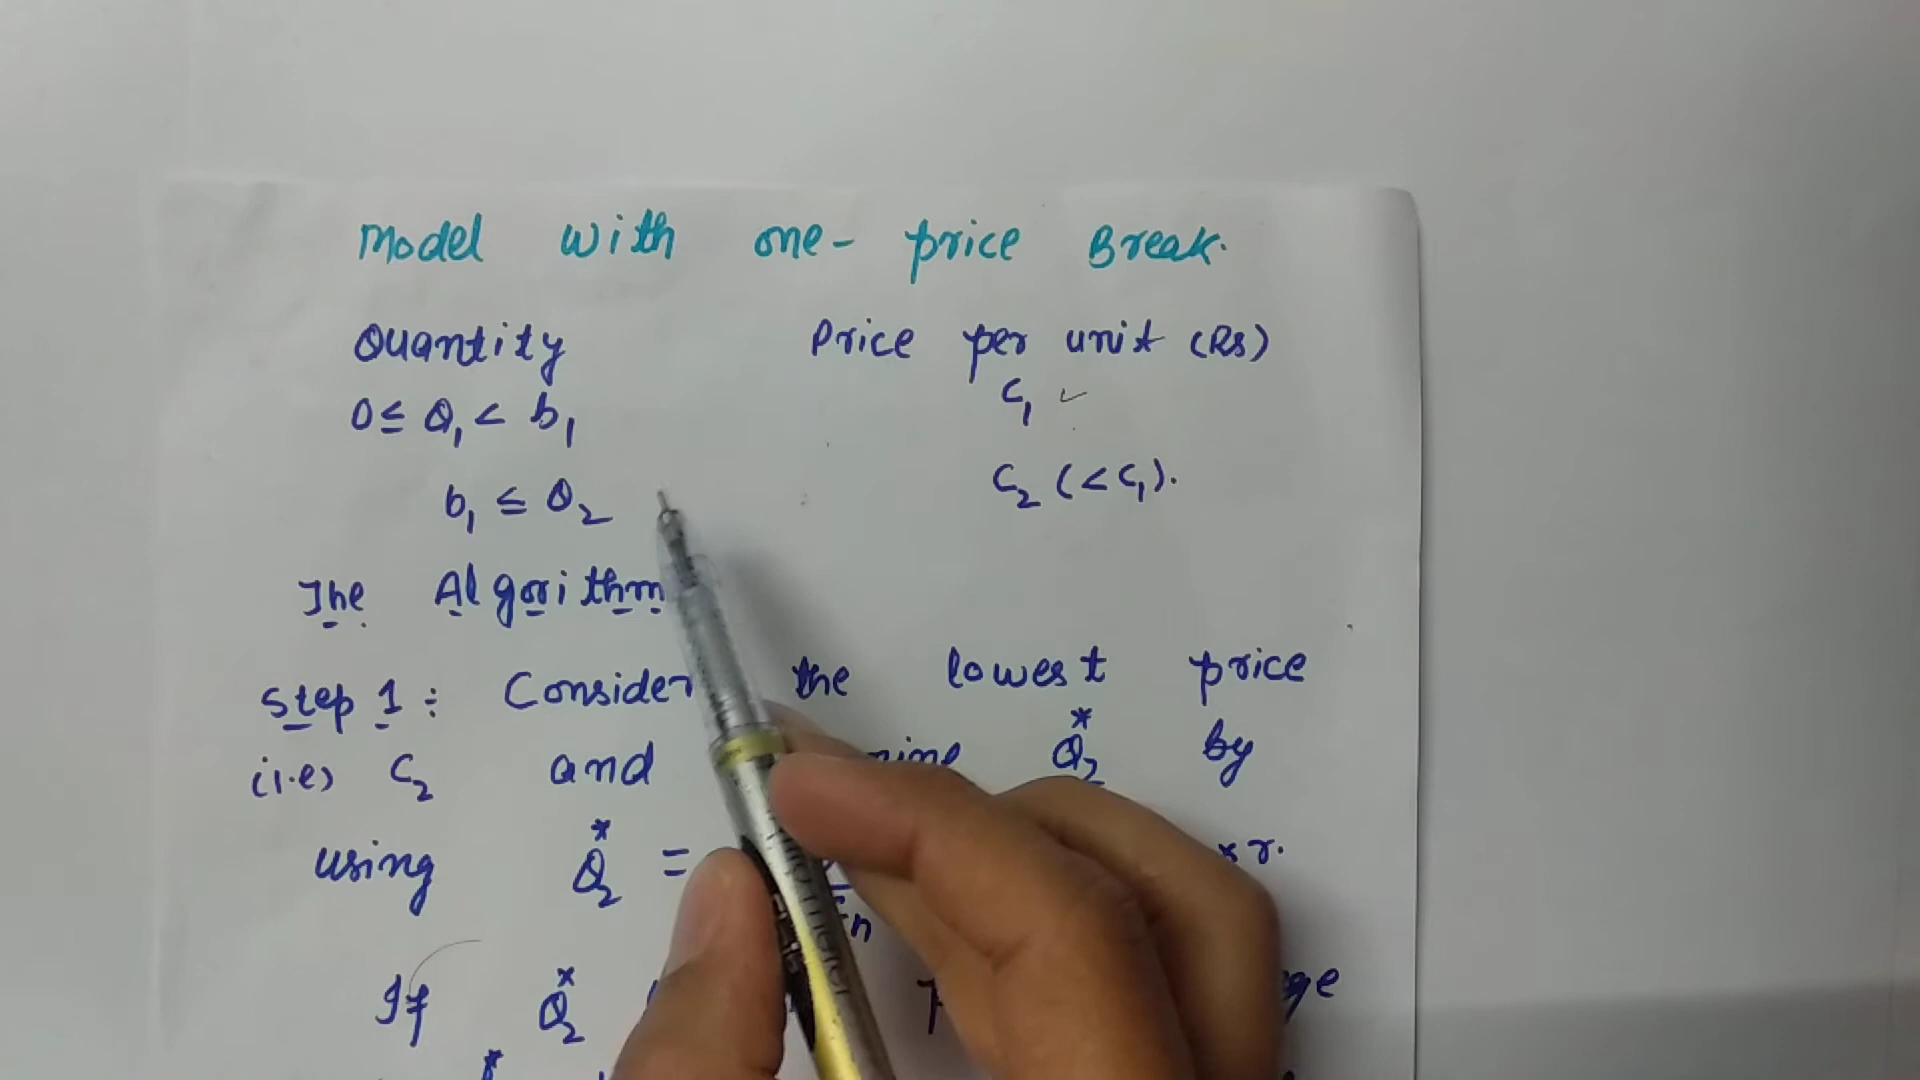 Model with one- price Break.
Quantity Price per unit (Rs)
0 ≤ Q₁ < b₁ C₁ ✓
b₁ ≤ Q₂ C₂ (< C₁).
The Algorithm
Step 1 : Consider the lowest price
(i.e) C₂ and Q₂* by
using Q₂* =
If Q₂*